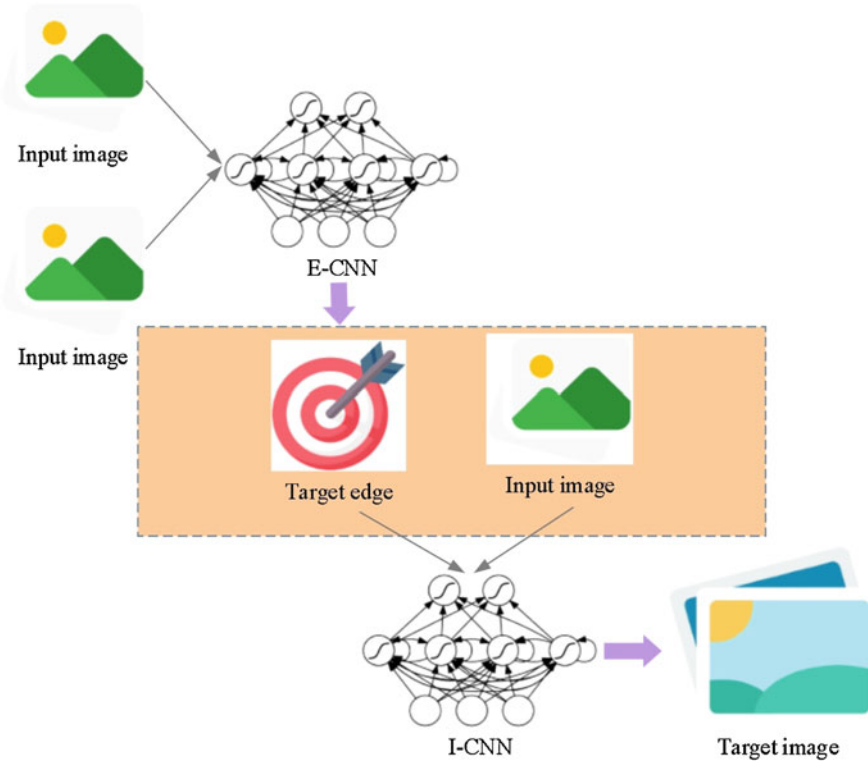 Input image
E-CNN
Input image
Target edge
Input image
I-CNN
Target image